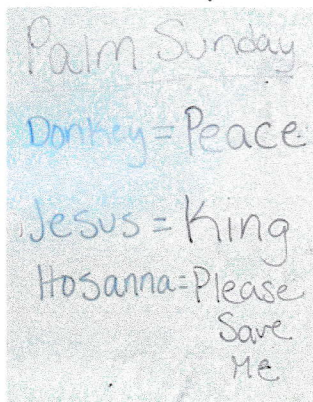 Palm Sunday
Donkey = Peace
Jesus = King
Hosanna = Please
Save
Me